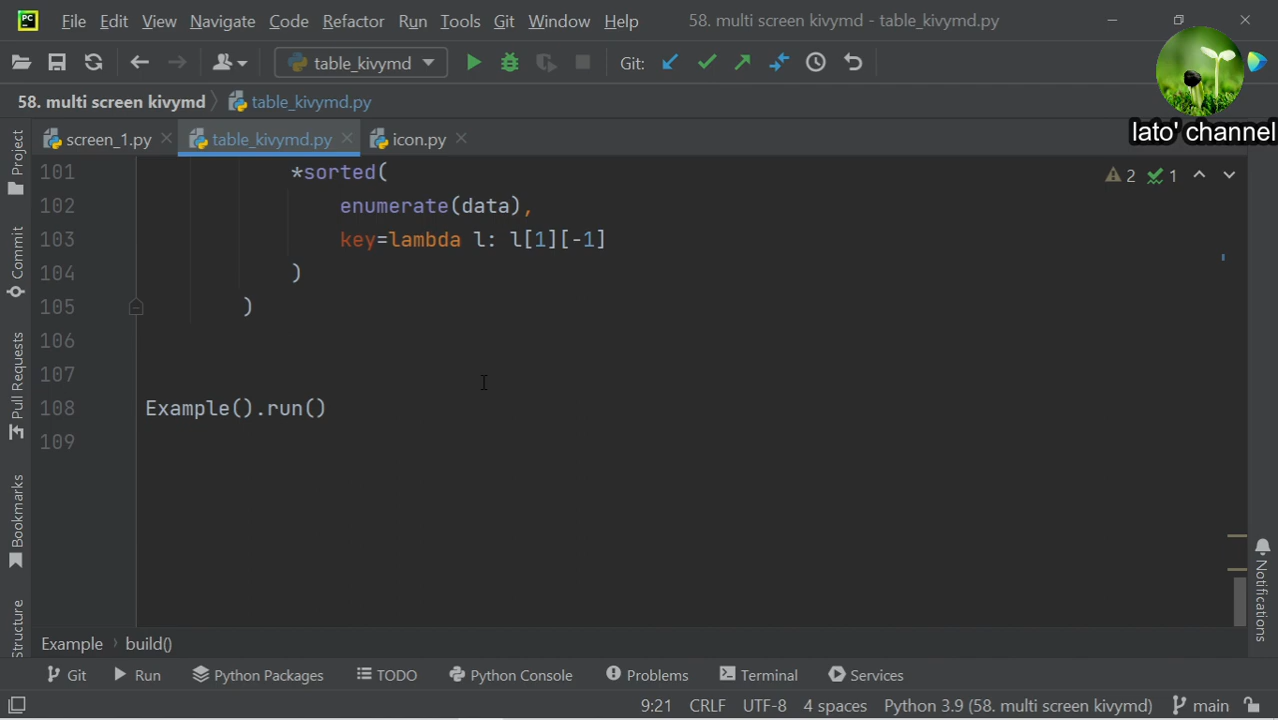 PC File Edit View Navigate Code Refactor Run Tools Git Window Help 58. multi screen kivymd - table_kivymd.py
table_kivymd Git:
58. multi screen kivymd table_kivymd.py
lato' channel
screen_1.py table_kivymd.py icon.py
101 *sorted( 2 1
102 enumerate(data),
103 key=lambda l: l[1][-1]
104 )
105 )
106
107
108 Example().run()
109
Project
Commit
Pull Requests
Bookmarks
Structure
Notifications
Example build()
Git Run Python Packages TODO Python Console Problems Terminal Services
9:21 CRLF UTF-8 4 spaces Python 3.9 (58. multi screen kivymd) main